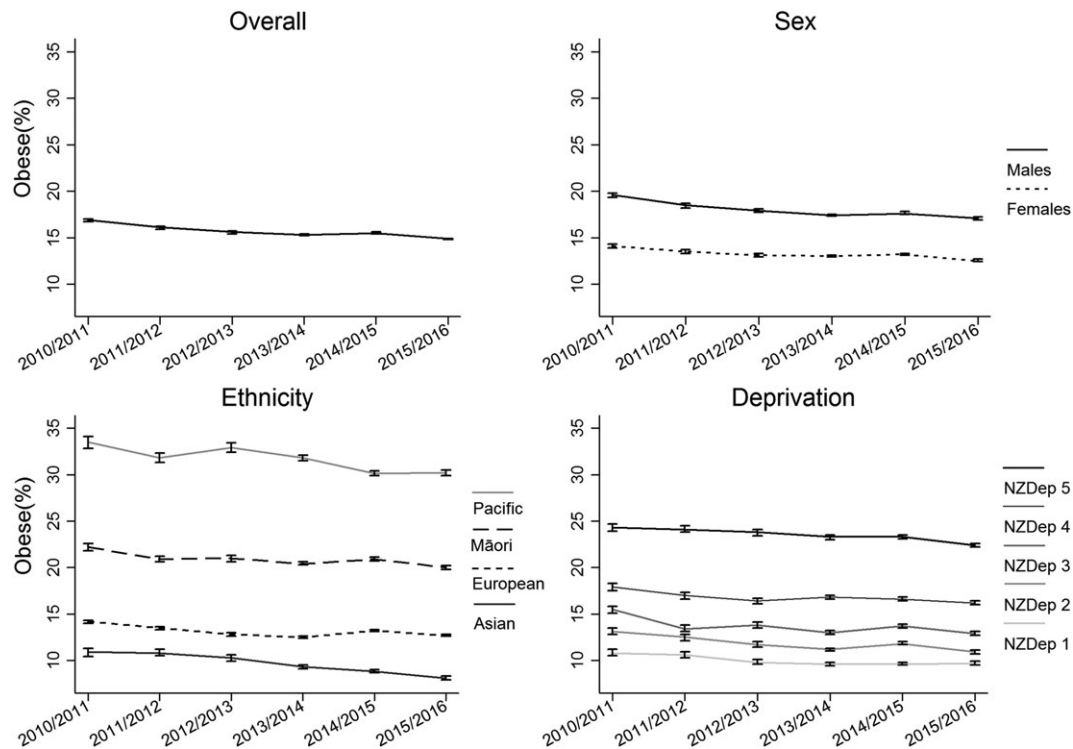 Overall
Obese(%)
35
30
25
20
15
10
2010/2011
2011/2012
2012/2013
2013/2014
2014/2015
2015/2016
Sex
35
30
25
20
15
10
2010/2011
2011/2012
2012/2013
2013/2014
2014/2015
2015/2016
Males
Females
Ethnicity
Obese(%)
35
30
25
20
15
10
2010/2011
2011/2012
2012/2013
2013/2014
2014/2015
2015/2016
Pacific
Māori
European
Asian
Deprivation
35
30
25
20
15
10
2010/2011
2011/2012
2012/2013
2013/2014
2014/2015
2015/2016
NZDep 5
NZDep 4
NZDep 3
NZDep 2
NZDep 1